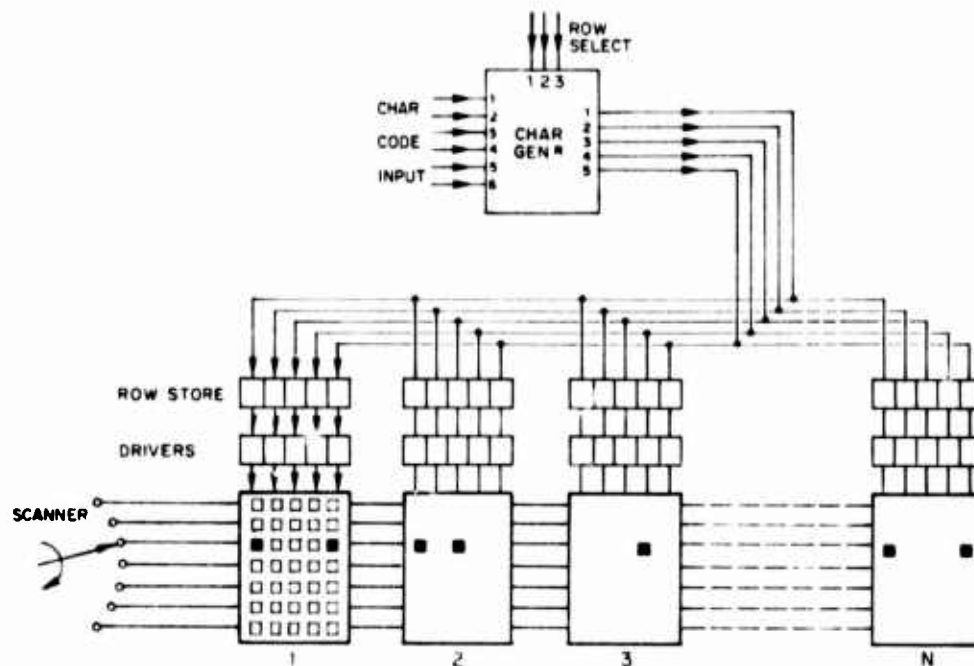 ROW
SELECT
1 2 3
CHAR
CODE
INPUT
1
2
3
4
5
6
CHAR
GEN R
1
2
3
4
5
ROW STORE
DRIVERS
SCANNER
1 2 3 N